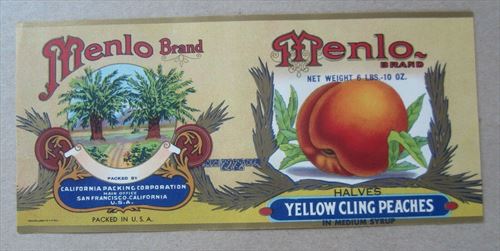 Menlo Brand
PACKED BY
CALIFORNIA PACKING CORPORATION
MAIN OFFICE
SAN FRANCISCO, CALIFORNIA
U.S.A.
PACKED IN U.S.A.
Menlo
BRAND
NET WEIGHT 6 LBS.-10 OZ.
HALVES
YELLOW CLING PEACHES
IN MEDIUM SYRUP